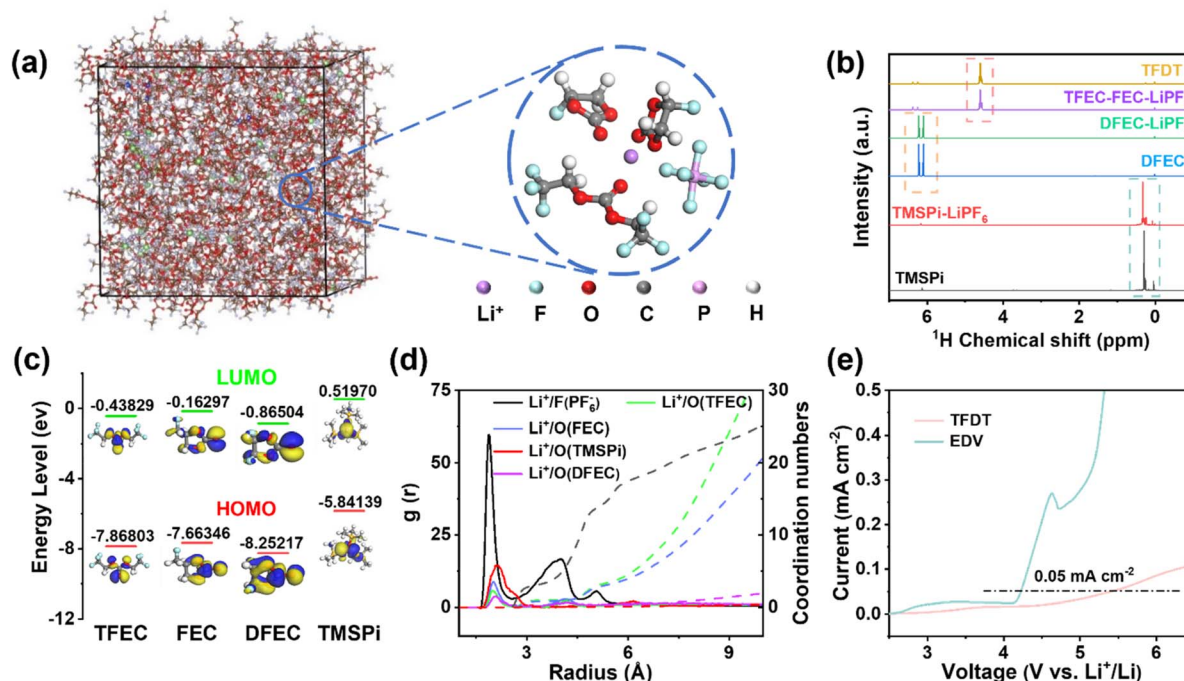 (a)
Li⁺ F O C P H
(b)
Intensity (a.u.)
TFDT
TFEC-FEC-LiPF
DFEC-LiPF
DFEC
TMSPi-LiPF₆
TMSPi
6 4 2 0
¹H Chemical shift (ppm)
(c)
Energy Level (ev)
0
-4
-8
-12
LUMO
-0.43829
-0.16297
-0.86504
0.51970
HOMO
-7.86803
-7.66346
-8.25217
-5.84139
TFEC FEC DFEC TMSPi
(d)
g (r)
75
50
25
0
Li⁺/F(PF₆)
Li⁺/O(TFEC)
Li⁺/O(FEC)
Li⁺/O(TMSPi)
Li⁺/O(DFEC)
30
20
10
0
Coordination numbers
3 6 9
Radius (Å)
(e)
Current (mA cm⁻²)
0.5
0.4
0.3
0.2
0.1
0.0
TFDT
EDV
0.05 mA cm⁻²
3 4 5 6
Voltage (V vs. Li⁺/Li)